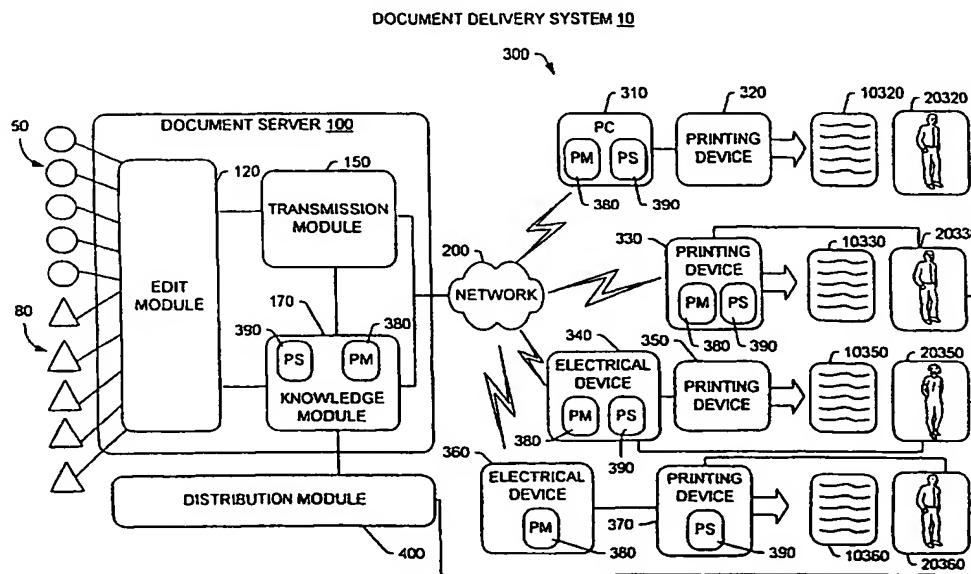 DOCUMENT DELIVERY SYSTEM 10
300
310
320
10320
20320
50
DOCUMENT SERVER 100
PC
PM
PS
PRINTING
DEVICE
380
390
120
150
TRANSMISSION
MODULE
EDIT
MODULE
200
NETWORK
330
PRINTING
DEVICE
PM
PS
380
390
10330
2033
80
170
390
380
PS
PM
KNOWLEDGE
MODULE
340
350
ELECTRICAL
DEVICE
PM
PS
380
390
PRINTING
DEVICE
10350
20350
360
ELECTRICAL
DEVICE
PM
380
PRINTING
DEVICE
PS
370
390
10360
20360
DISTRIBUTION MODULE
400